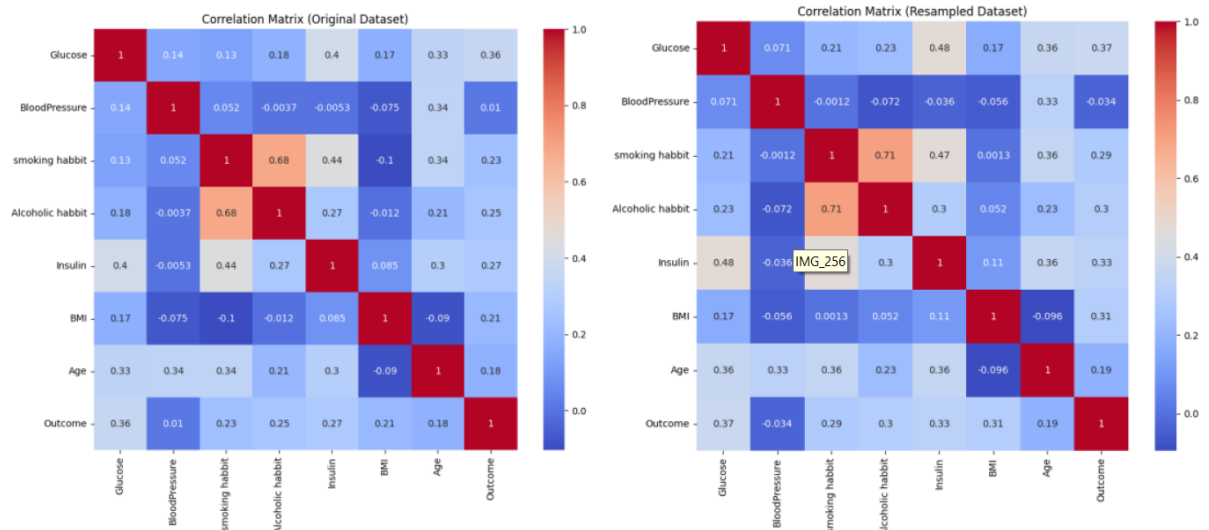 Correlation Matrix (Original Dataset)
Glucose 1 0.14 0.13 0.18 0.4 0.17 0.33 0.36
BloodPressure 0.14 1 0.052 -0.0037 -0.0053 -0.075 0.34 0.01
smoking habbit 0.13 0.052 1 0.68 0.44 -0.1 0.34 0.23
Alcoholic habbit 0.18 -0.0037 0.68 1 0.27 -0.012 0.21 0.25
Insulin 0.4 -0.0053 0.44 0.27 1 0.085 0.3 0.27
BMI 0.17 -0.075 -0.1 -0.012 0.085 1 -0.09 0.21
Age 0.33 0.34 0.34 0.21 0.3 -0.09 1 0.18
Outcome 0.36 0.01 0.23 0.25 0.27 0.21 0.18 1
Glucose
BloodPressure
smoking habbit
Alcoholic habbit
Insulin
BMI
Age
Outcome
1.0
0.8
0.6
0.4
0.2
0.0
Correlation Matrix (Resampled Dataset)
Glucose 1 0.071 0.21 0.23 0.48 0.17 0.36 0.37
BloodPressure 0.071 1 -0.0012 -0.072 -0.036 -0.056 0.33 -0.034
smoking habbit 0.21 -0.0012 1 0.71 0.47 0.0013 0.36 0.29
Alcoholic habbit 0.23 -0.072 0.71 1 0.3 0.052 0.23 0.3
Insulin 0.48 -0.036 IMG_256 0.3 1 0.11 0.36 0.33
BMI 0.17 -0.056 0.0013 0.052 0.11 1 -0.096 0.31
Age 0.36 0.33 0.36 0.23 0.36 -0.096 1 0.19
Outcome 0.37 -0.034 0.29 0.3 0.33 0.31 0.19 1
Glucose
BloodPressure
smoking habbit
Alcoholic habbit
Insulin
BMI
Age
Outcome
1.0
0.8
0.6
0.4
0.2
0.0